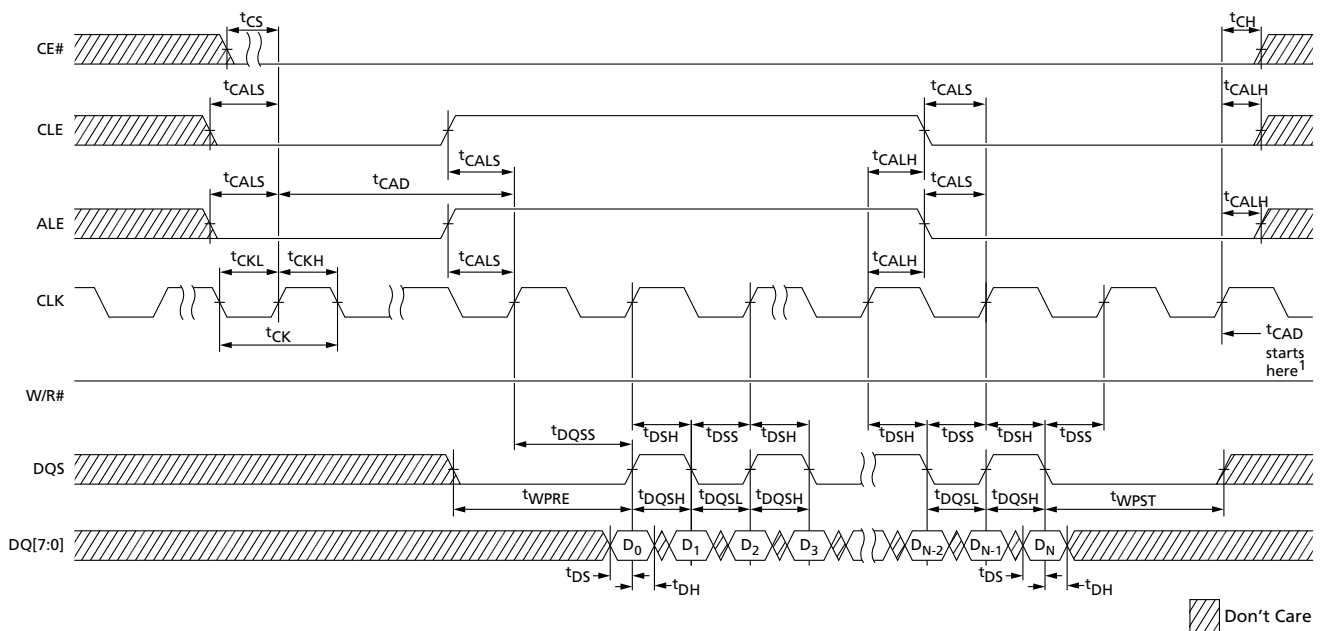 tCS tCH
CE#
tCALS tCALS tCALH
CLE
tCALS tCALH
tCALS tCAD tCALS tCALH
ALE
tCKL tCKH tCALS tCALH
CLK
tCK tCAD
starts
here1
W/R#
tDQSS tDSH tDSS tDSH tDSH tDSS tDSH tDSS
DQS
tWPRE tDQSH tDQSL tDQSH tDQSL tDQSH tWPST
DQ[7:0] D0 D1 D2 D3 DN-2 DN-1 DN
tDS tDH tDS tDH
Don't Care